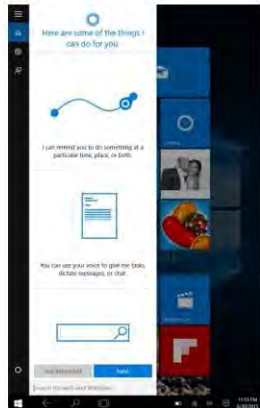 Here are some of the things I
can do for you
I can remind you to do something at a
particular time, place, or both
You can use your voice to give me tasks,
dictate messages, or chat
Not interested
Next
Search the web and Windows